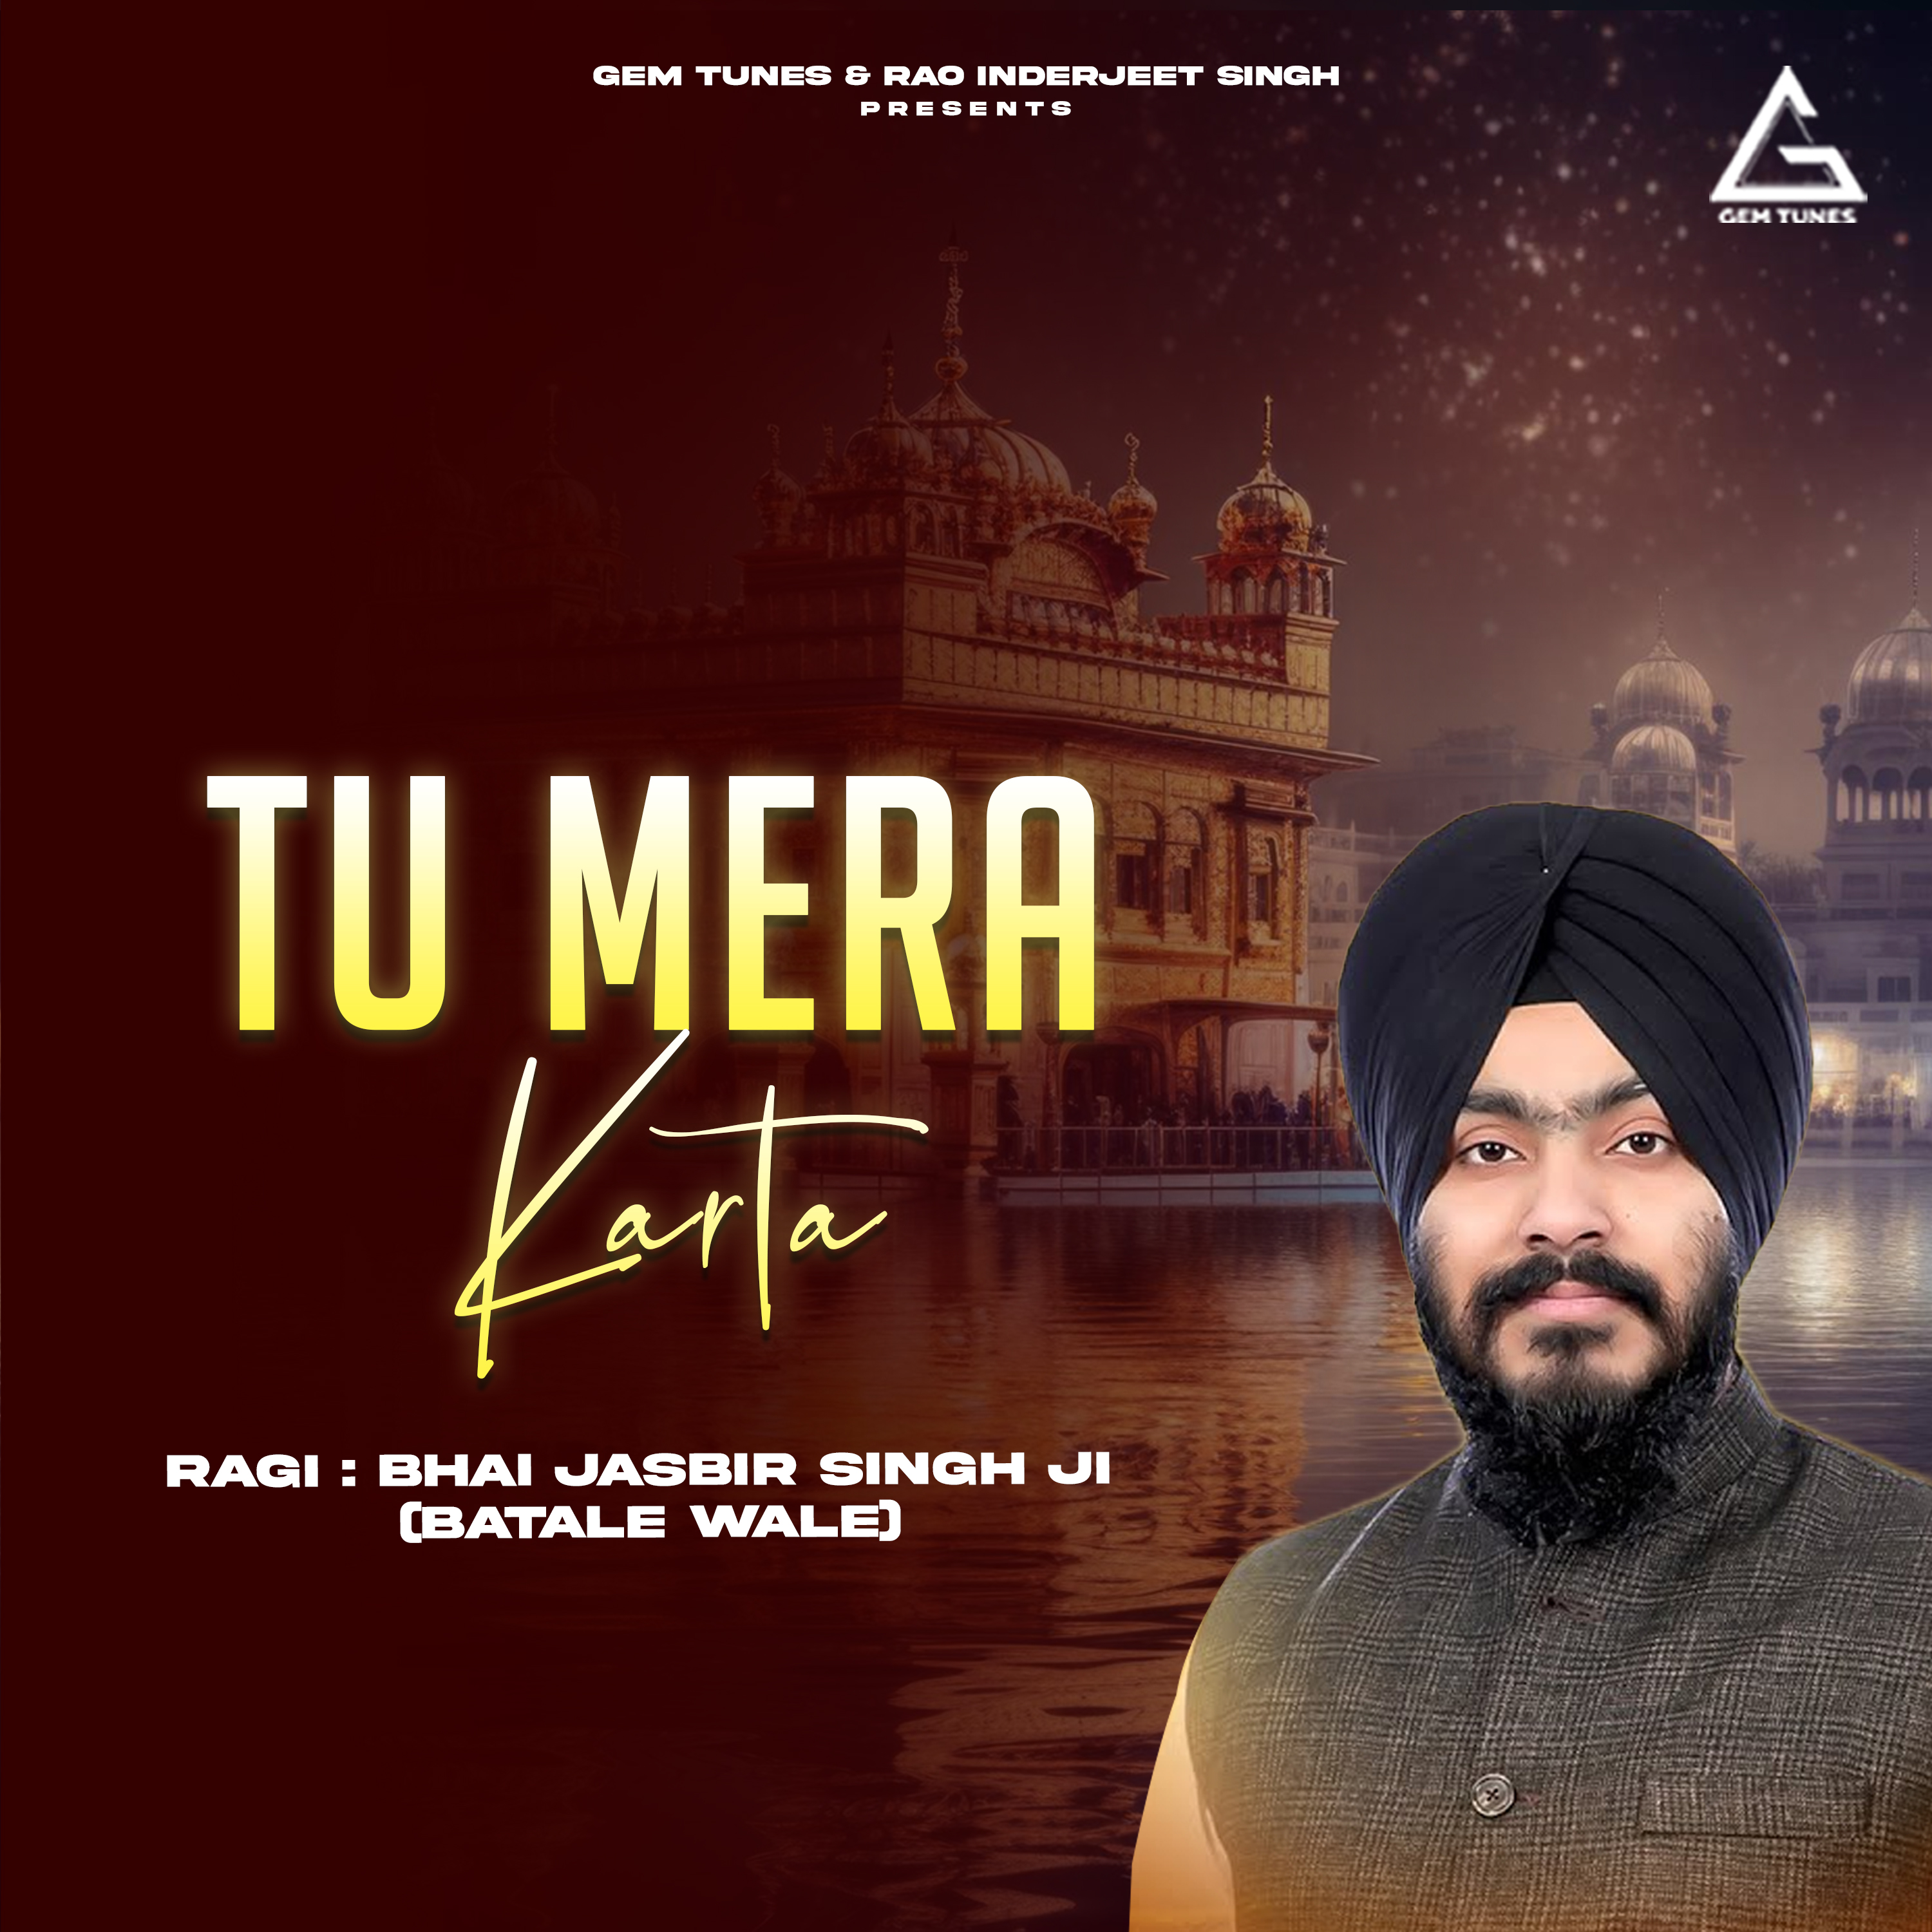 GEM TUNES & RAO INDERJEET SINGH
PRESENTS
GEM TUNES
TU MERA
Karta
RAGI : BHAI JASBIR SINGH JI
(BATALE WALE)